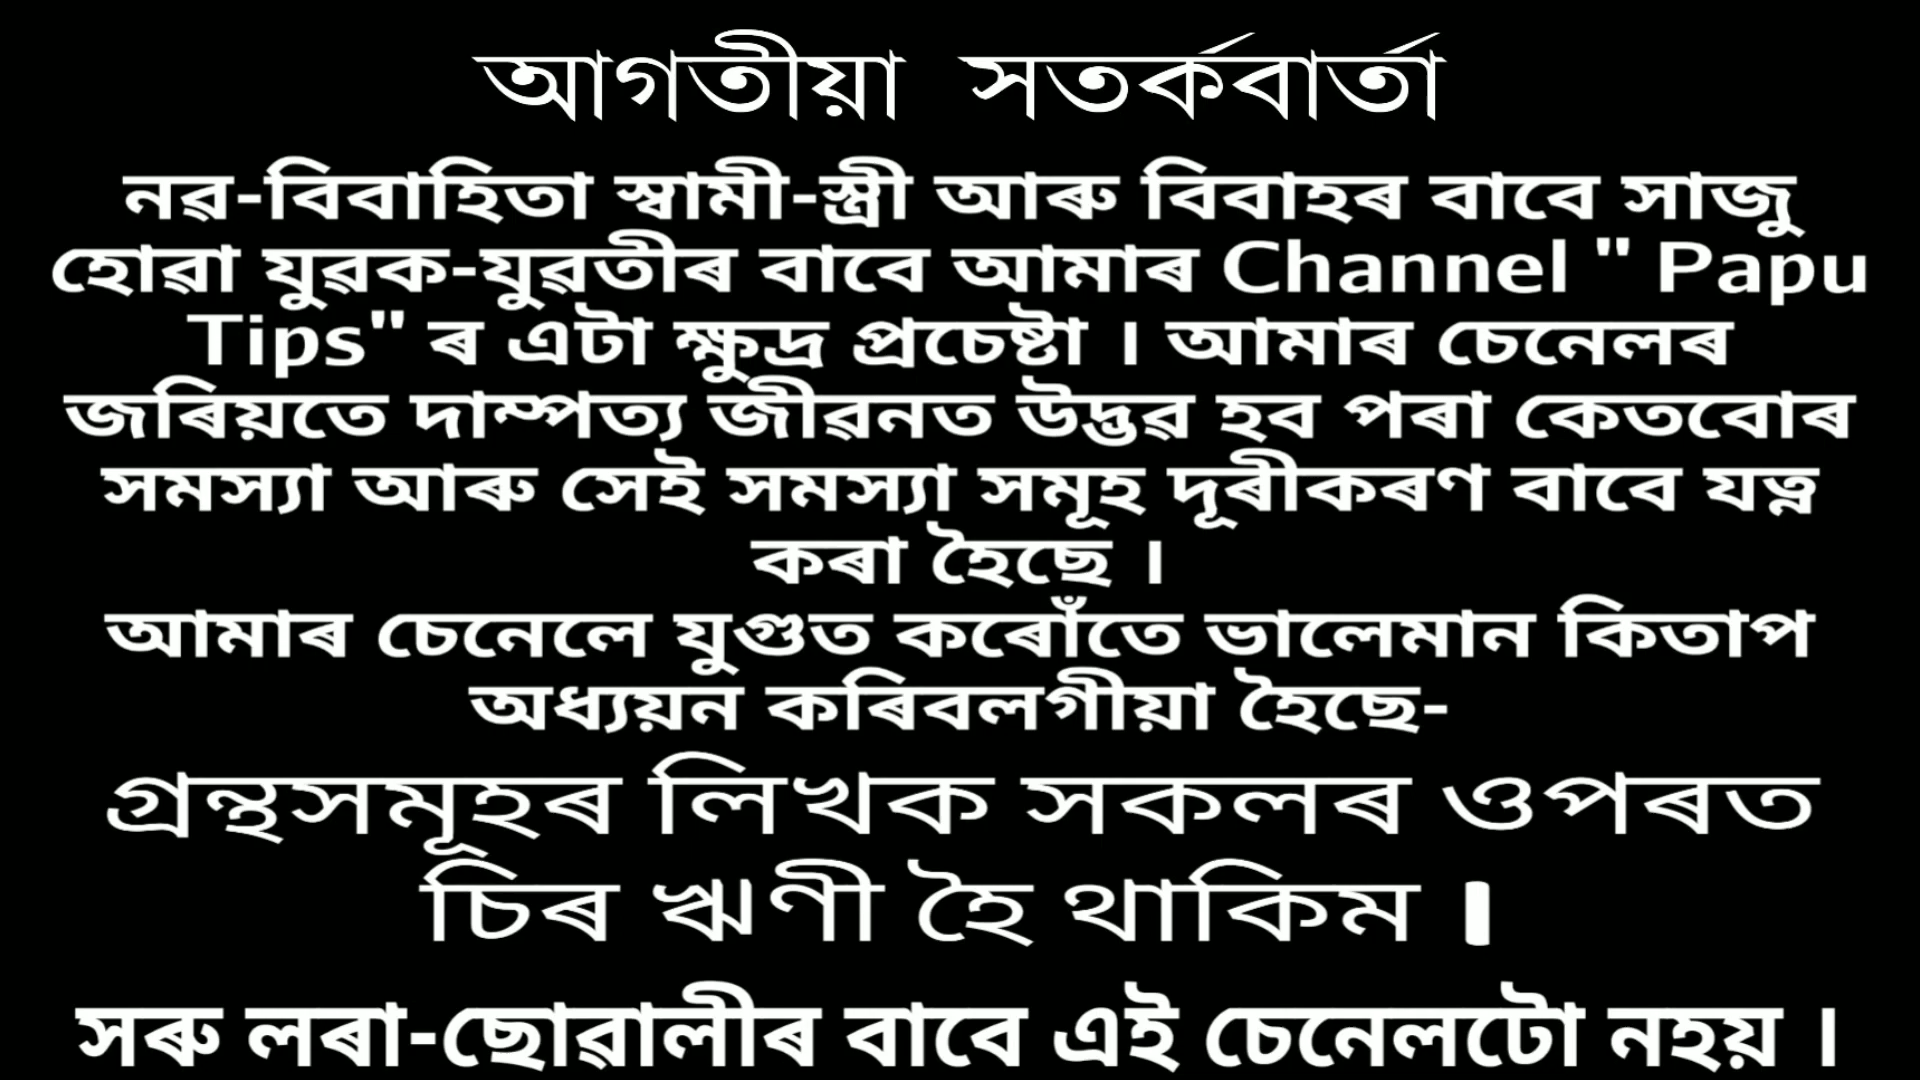 আগতীয়া সতৰ্কবাৰ্তা
নৱ-বিবাহিতা স্বামী-স্ত্ৰী আৰু বিবাহৰ বাবে সাজু
হোৱা যুৱক-যুৱতীৰ বাবে আমাৰ Channel " Papu
Tips" ৰ এটা ক্ষুদ্ৰ প্ৰচেষ্টা ।  আমাৰ চেনেলৰ
জৰিয়তে দাম্পত্য জীৱনত উদ্ভৱ হব পৰা কেতবোৰ
সমস্যা আৰু সেই সমস্যা সমূহ দূৰীকৰণ বাবে যত্ন
কৰা হৈছে ।
আমাৰ চেনেলে যুগুত কৰোঁতে ভালেমান কিতাপ
অধ্যয়ন কৰিবলগীয়া হৈছে-
গ্ৰন্থসমূহৰ লিখক সকলৰ ওপৰত
চিৰ ঋণী হৈ থাকিম ।
সৰু লৰা-ছোৱালীৰ বাবে এই চেনেলটো নহয় ।